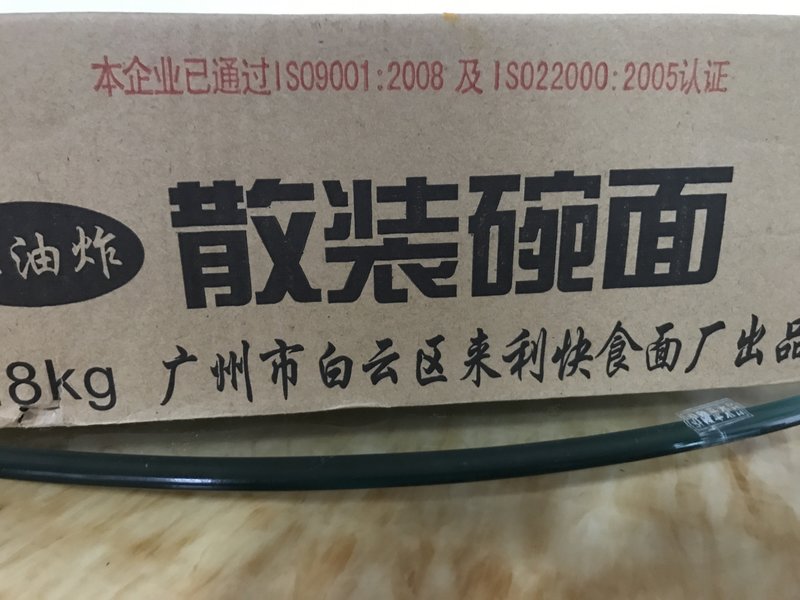 本企业已通过ISO9001:2008 及 ISO22000:2005认证
油炸
散装碗面
8kg
广州市白云区来利快食面厂出品